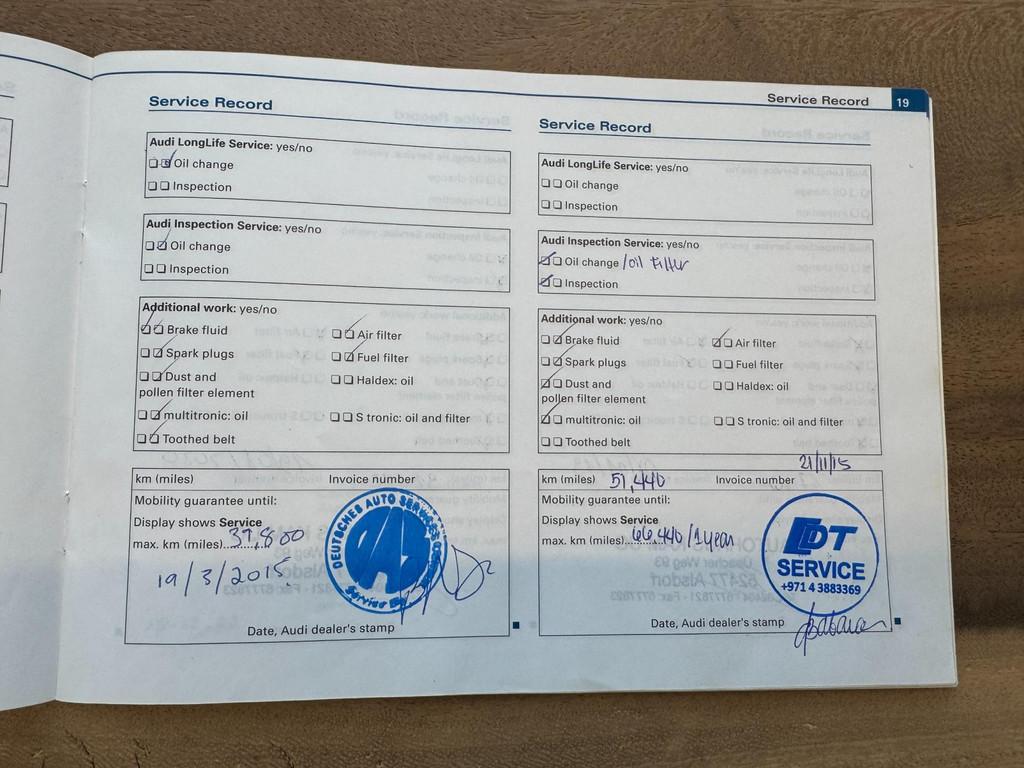 Service Record 19
Service Record
Audi LongLife Service: yes/no
Oil change
Inspection
Audi Inspection Service: yes/no
Oil change
Inspection
Additional work: yes/no
Brake fluid
Air filter
Spark plugs
Fuel filter
Dust and
pollen filter element
Haldex: oil
multitronic: oil
S tronic: oil and filter
Toothed belt
km (miles) Invoice number
Mobility guarantee until:
Display shows Service
max. km (miles) 37,800
19/3/2015
DEUTSCHES AUTO SERVICE
Date, Audi dealer's stamp
Service Record
Audi LongLife Service: yes/no
Oil change
Inspection
Audi Inspection Service: yes/no
Oil change /oil filter
Inspection
Additional work: yes/no
Brake fluid
Air filter
Spark plugs
Fuel filter
Dust and
pollen filter element
Haldex: oil
multitronic: oil
S tronic: oil and filter
Toothed belt
21/11/15
km (miles) 51,440 Invoice number
Mobility guarantee until:
Display shows Service
max. km (miles) 66,440/1 year
EDT
SERVICE
+971 4 3883369
Date, Audi dealer's stamp